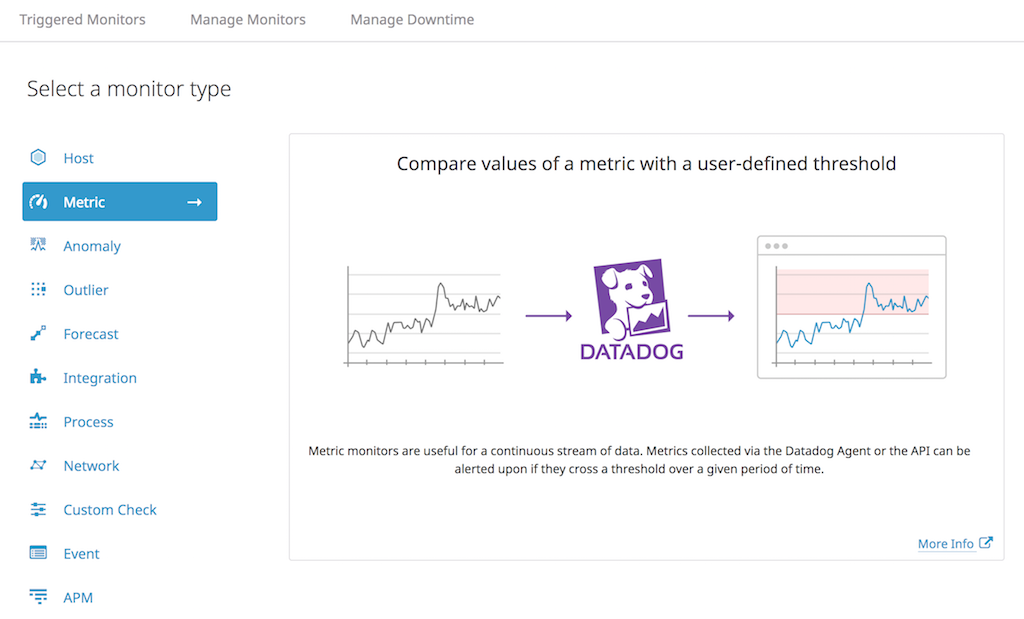 Triggered Monitors Manage Monitors Manage Downtime
Select a monitor type
Host
Metric
Anomaly
Outlier
Forecast
Integration
Process
Network
Custom Check
Event
APM
Compare values of a metric with a user-defined threshold
DATADOG
Metric monitors are useful for a continuous stream of data. Metrics collected via the Datadog Agent or the API can be
alerted upon if they cross a threshold over a given period of time.
More Info